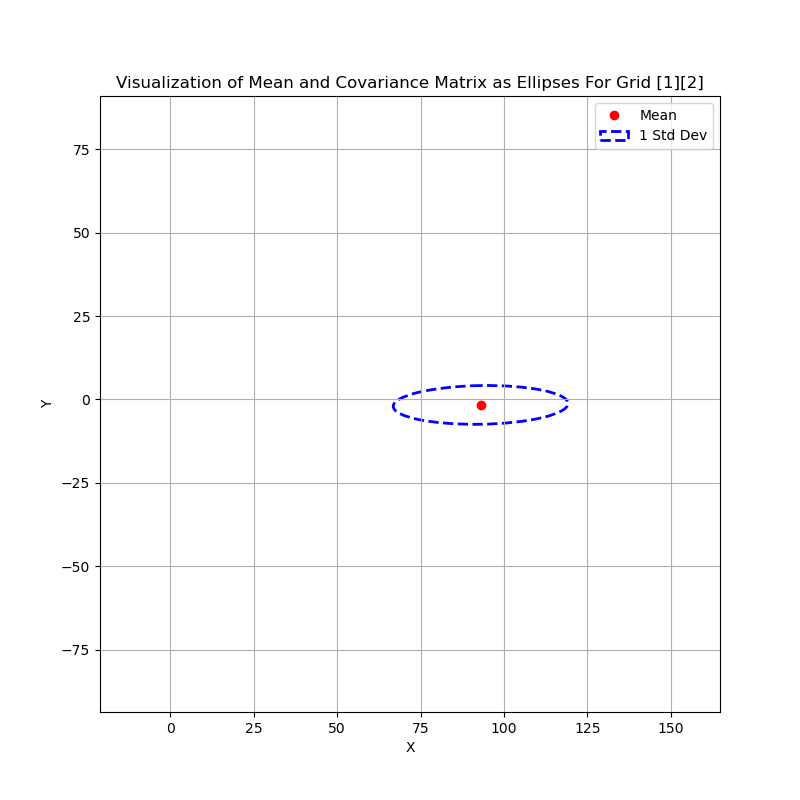 Visualization of Mean and Covariance Matrix as Ellipses For Grid [1][2]
Mean
1 Std Dev
75
50
25
0
−25
−50
−75
Y
0 25 50 75 100 125 150
X